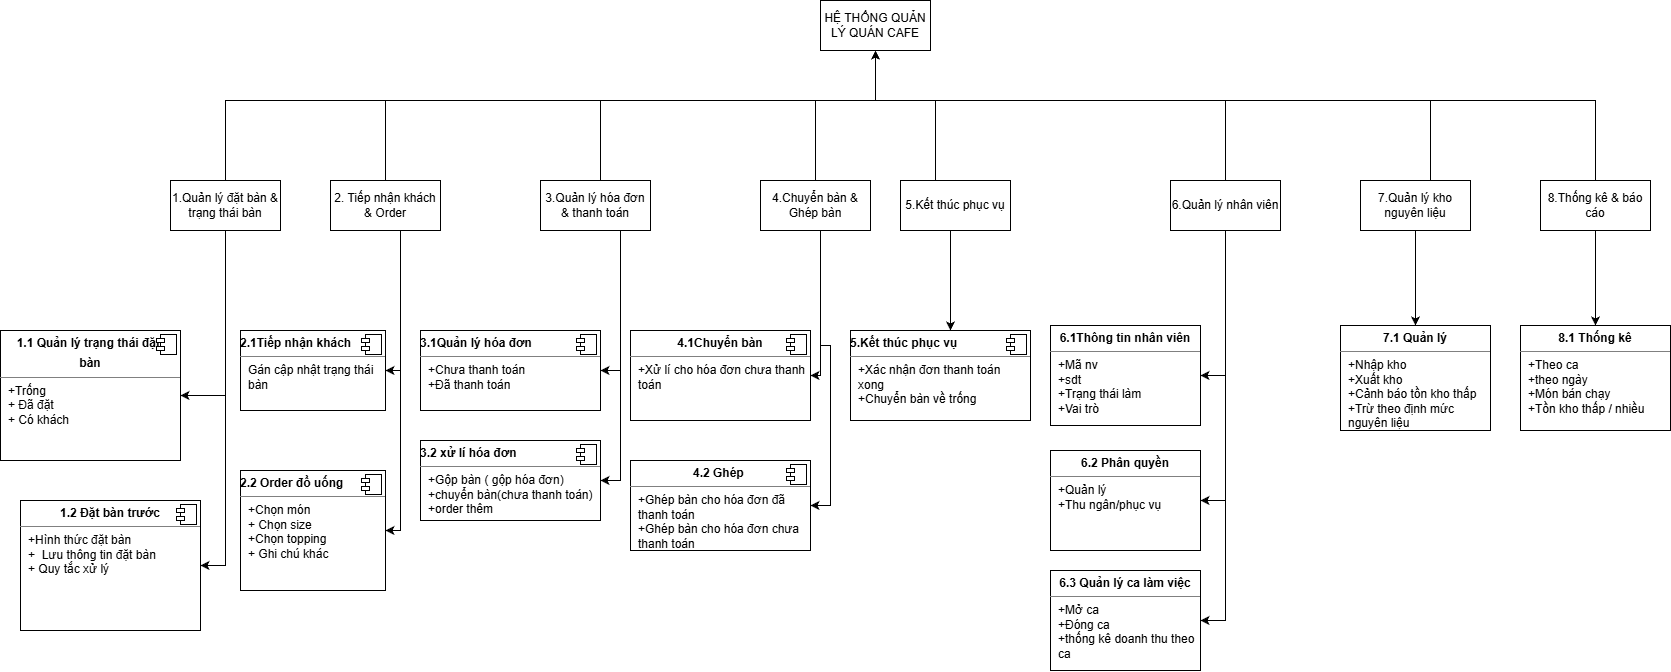 HỆ THỐNG QUẢN
LÝ QUÁN CAFE
1.Quản lý đặt bàn &
trạng thái bàn
2. Tiếp nhận khách
& Order
3.Quản lý hóa đơn
& thanh toán
4.Chuyển bàn &
Ghép bàn
5.Kết thúc phục vụ
6.Quản lý nhân viên
7.Quản lý kho
nguyên liệu
8.Thống kê & báo
cáo
1.1 Quản lý trạng thái đặt
bàn
+Trống
+ Đã đặt
+ Có khách
1.2 Đặt bàn trước
+Hình thức đặt bàn
+ Lưu thông tin đặt bàn
+ Quy tắc xử lý
2.1Tiếp nhận khách
Gán cập nhật trạng thái
bàn
2.2 Order đồ uống
+Chọn món
+ Chọn size
+Chọn topping
+ Ghi chú khác
3.1Quản lý hóa đơn
+Chưa thanh toán
+Đã thanh toán
3.2 xử lí hóa đơn
+Gộp bàn ( gộp hóa đơn)
+chuyển bàn(chưa thanh toán)
+order thêm
4.1Chuyển bàn
+Xử lí cho hóa đơn chưa thanh
toán
4.2 Ghép
+Ghép bàn cho hóa đơn đã
thanh toán
+Ghép bàn cho hóa đơn chưa
thanh toán
5.Kết thúc phục vụ
+Xác nhận đơn thanh toán
xong
+Chuyển bàn về trống
6.1Thông tin nhân viên
+Mã nv
+sdt
+Trạng thái làm
+Vai trò
6.2 Phân quyền
+Quản lý
+Thu ngân/phục vụ
6.3 Quản lý ca làm việc
+Mở ca
+Đóng ca
+thống kê doanh thu theo
ca
7.1 Quản lý
+Nhập kho
+Xuất kho
+Cảnh báo tồn kho thấp
+Trừ theo định mức
nguyên liệu
8.1 Thống kê
+Theo ca
+theo ngày
+Món bán chạy
+Tồn kho thấp / nhiều